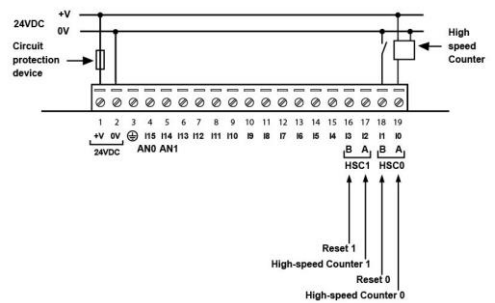 +V
24VDC
0V
Circuit
protection
device
High
speed
Counter
1 2 3 4 5 6 7 8 9 10 11 12 13 14 15 16 17 18 19
+V 0V I15 I14 I13 I12 I11 I10 I9 I8 I7 I6 I5 I4 I3 I2 I1 I0
24VDC AN0 AN1 B A B A
HSC1 HSC0
Reset 1
High-speed Counter 1
Reset 0
High-speed Counter 0